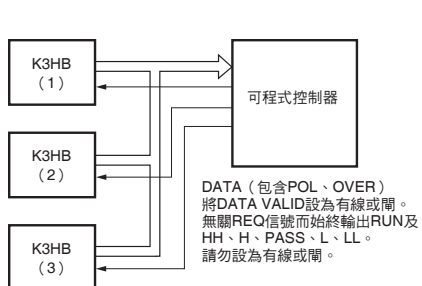 K3HB
（1）
可程式控制器
K3HB
（2）
DATA（包含POL、OVER）
將DATA VALID設為有線或閘。
無關REQ信號而始終輸出RUN及
HH、H、PASS、L、LL。
請勿設為有線或閘。
K3HB
（3）